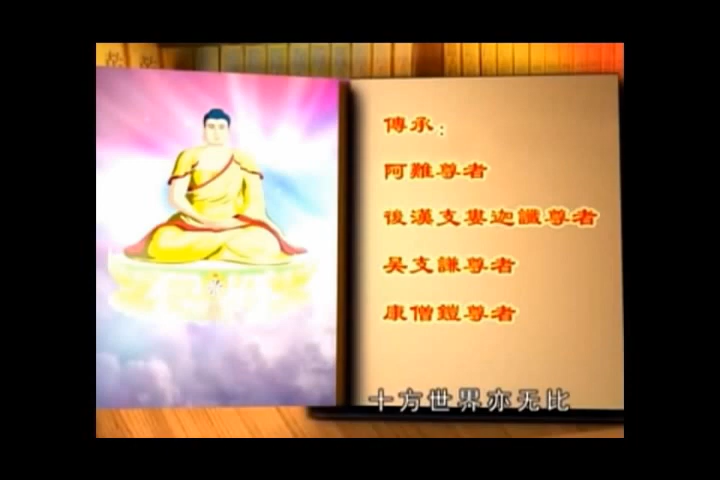 傳承：
阿難尊者
後漢支婁迦讖尊者
吴支謙尊者
康僧鎧尊者
十方世界亦无比